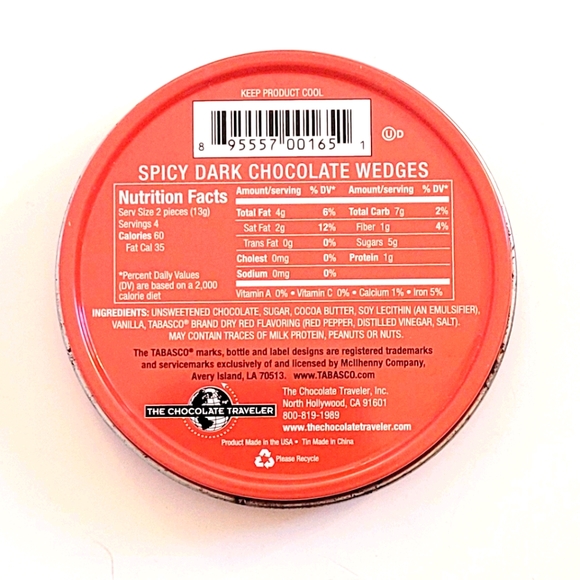 KEEP PRODUCT COOL
8 95557 00165 1
U D
SPICY DARK CHOCOLATE WEDGES
Nutrition Facts
Serv Size 2 pieces (13g)
Servings 4
Calories 60
Fat Cal 35
*Percent Daily Values
(DV) are based on a 2,000
calorie diet
Amount/serving % DV* Amount/serving % DV*
Total Fat 4g 6% Total Carb 7g 2%
Sat Fat 2g 12% Fiber 1g 4%
Trans Fat 0g 0% Sugars 5g
Cholest 0mg 0% Protein 1g
Sodium 0mg 0%
Vitamin A 0% • Vitamin C 0% • Calcium 1% • Iron 5%
INGREDIENTS: UNSWEETENED CHOCOLATE, SUGAR, COCOA BUTTER, SOY LECITHIN (AN EMULSIFIER),
VANILLA, TABASCO® BRAND DRY RED FLAVORING (RED PEPPER, DISTILLED VINEGAR, SALT).
MAY CONTAIN TRACES OF MILK PROTEIN, PEANUTS OR NUTS.
The TABASCO® marks, bottle and label designs are registered trademarks
and servicemarks exclusively of and licensed by McIlhenny Company,
Avery Island, LA 70513. www.TABASCO.com
THE CHOCOLATE TRAVELER
The Chocolate Traveler, Inc.
North Hollywood, CA 91601
800-819-1989
www.thechocolatetraveler.com
Product Made in the USA • Tin Made in China
Please Recycle